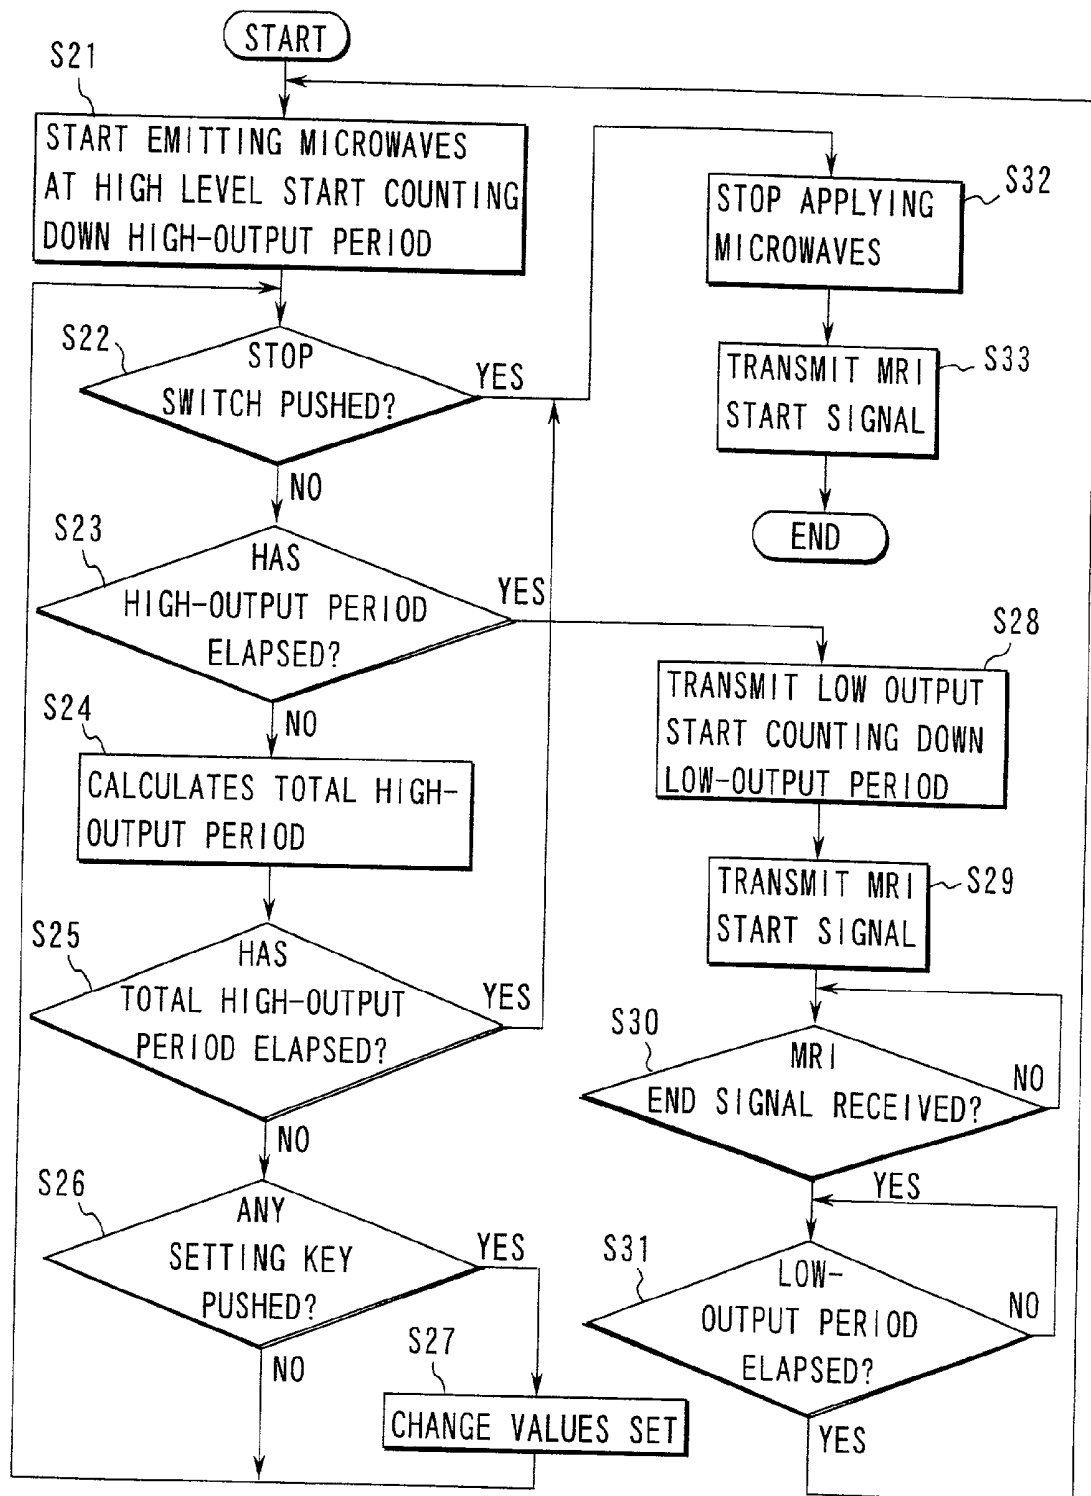 START
S21
START EMITTING MICROWAVES
AT HIGH LEVEL START COUNTING
DOWN HIGH-OUTPUT PERIOD
S22
STOP
SWITCH PUSHED?
YES
NO
S23
HAS
HIGH-OUTPUT PERIOD
ELAPSED?
YES
NO
S24
CALCULATES TOTAL HIGH-
OUTPUT PERIOD
S25
HAS
TOTAL HIGH-OUTPUT
PERIOD ELAPSED?
YES
NO
S26
ANY
SETTING KEY
PUSHED?
YES
NO
S27
CHANGE VALUES SET
S32
STOP APPLYING
MICROWAVES
S33
TRANSMIT MRI
START SIGNAL
END
S28
TRANSMIT LOW OUTPUT
START COUNTING DOWN
LOW-OUTPUT PERIOD
S29
TRANSMIT MRI
START SIGNAL
S30
MRI
END SIGNAL RECEIVED?
NO
YES
S31
LOW-
OUTPUT PERIOD
ELAPSED?
NO
YES